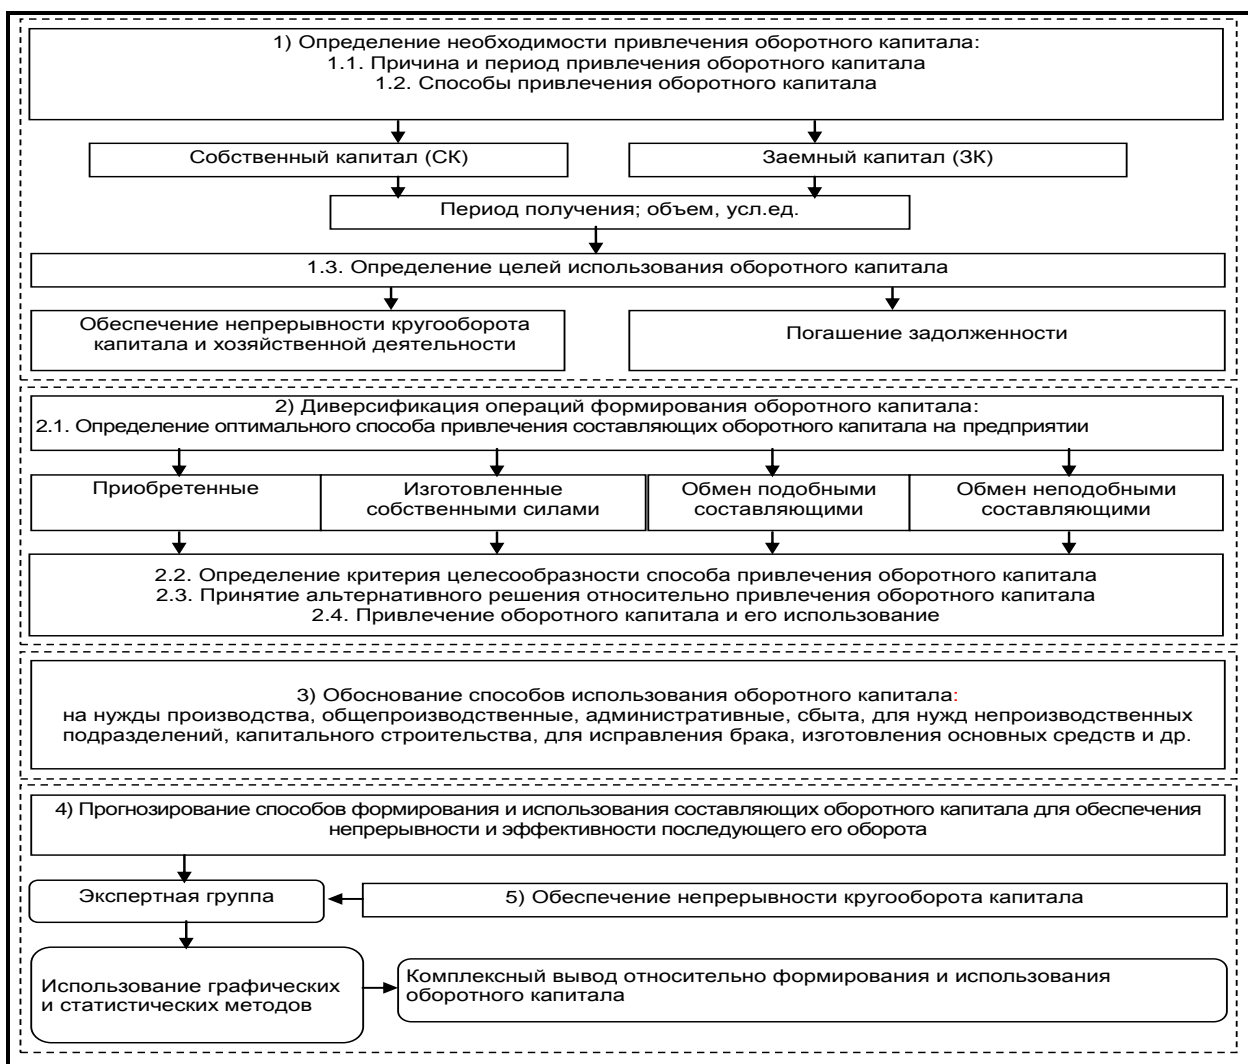 1) Определение необходимости привлечения оборотного капитала:
1.1. Причина и период привлечения оборотного капитала
1.2. Способы привлечения оборотного капитала
Собственный капитал (СК)
Заемный капитал (ЗК)
Период получения; объем, усл.ед.
1.3. Определение целей использования оборотного капитала
Обеспечение непрерывности кругооборота
капитала и хозяйственной деятельности
Погашение задолженности
2) Диверсификация операций формирования оборотного капитала:
2.1. Определение оптимального способа привлечения составляющих оборотного капитала на предприятии
Приобретенные
Изготовленные
собственными силами
Обмен подобными
составляющими
Обмен неподобными
составляющими
2.2. Определение критерия целесообразности способа привлечения оборотного капитала
2.3. Принятие альтернативного решения относительно привлечения оборотного капитала
2.4. Привлечение оборотного капитала и его использование
3) Обоснование способов использования оборотного капитала:
на нужды производства, общепроизводственные, административные, сбыта, для нужд непроизводственных
подразделений, капитального строительства, для исправления брака, изготовления основных средств и др.
4) Прогнозирование способов формирования и использования составляющих оборотного капитала для обеспечения
непрерывности и эффективности последующего его оборота
Экспертная группа
5) Обеспечение непрерывности кругооборота капитала
Использование графических
и статистических методов
Комплексный вывод относительно формирования и использования
оборотного капитала